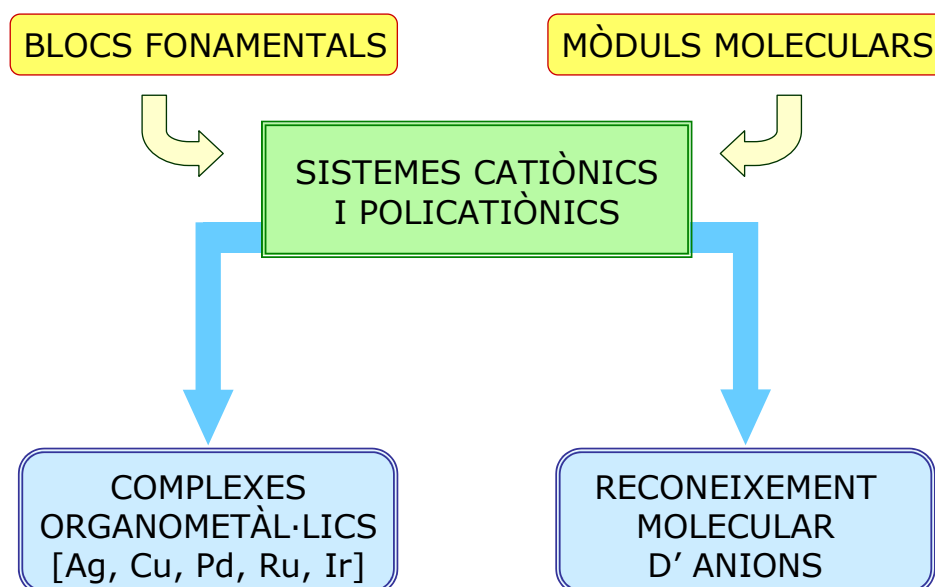 BLOCS FONAMENTALS
MÒDULS MOLECULARS
SISTEMES CATIÒNICS
I POLICATIÒNICS
COMPLEXES
ORGANOMETÀL·LICS
[Ag, Cu, Pd, Ru, Ir]
RECONEIXEMENT
MOLECULAR
D’ ANIONS